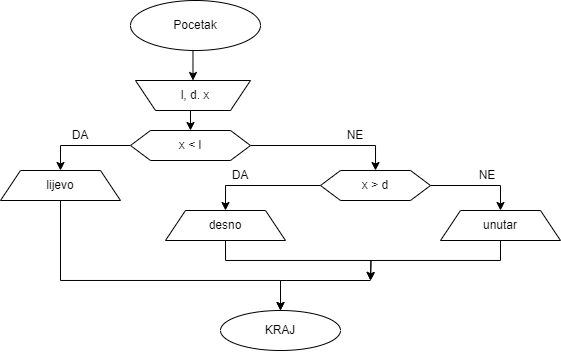 Pocetak
l, d. x
x < l
DA
NE
lijevo
x > d
DA
NE
desno
unutar
KRAJ